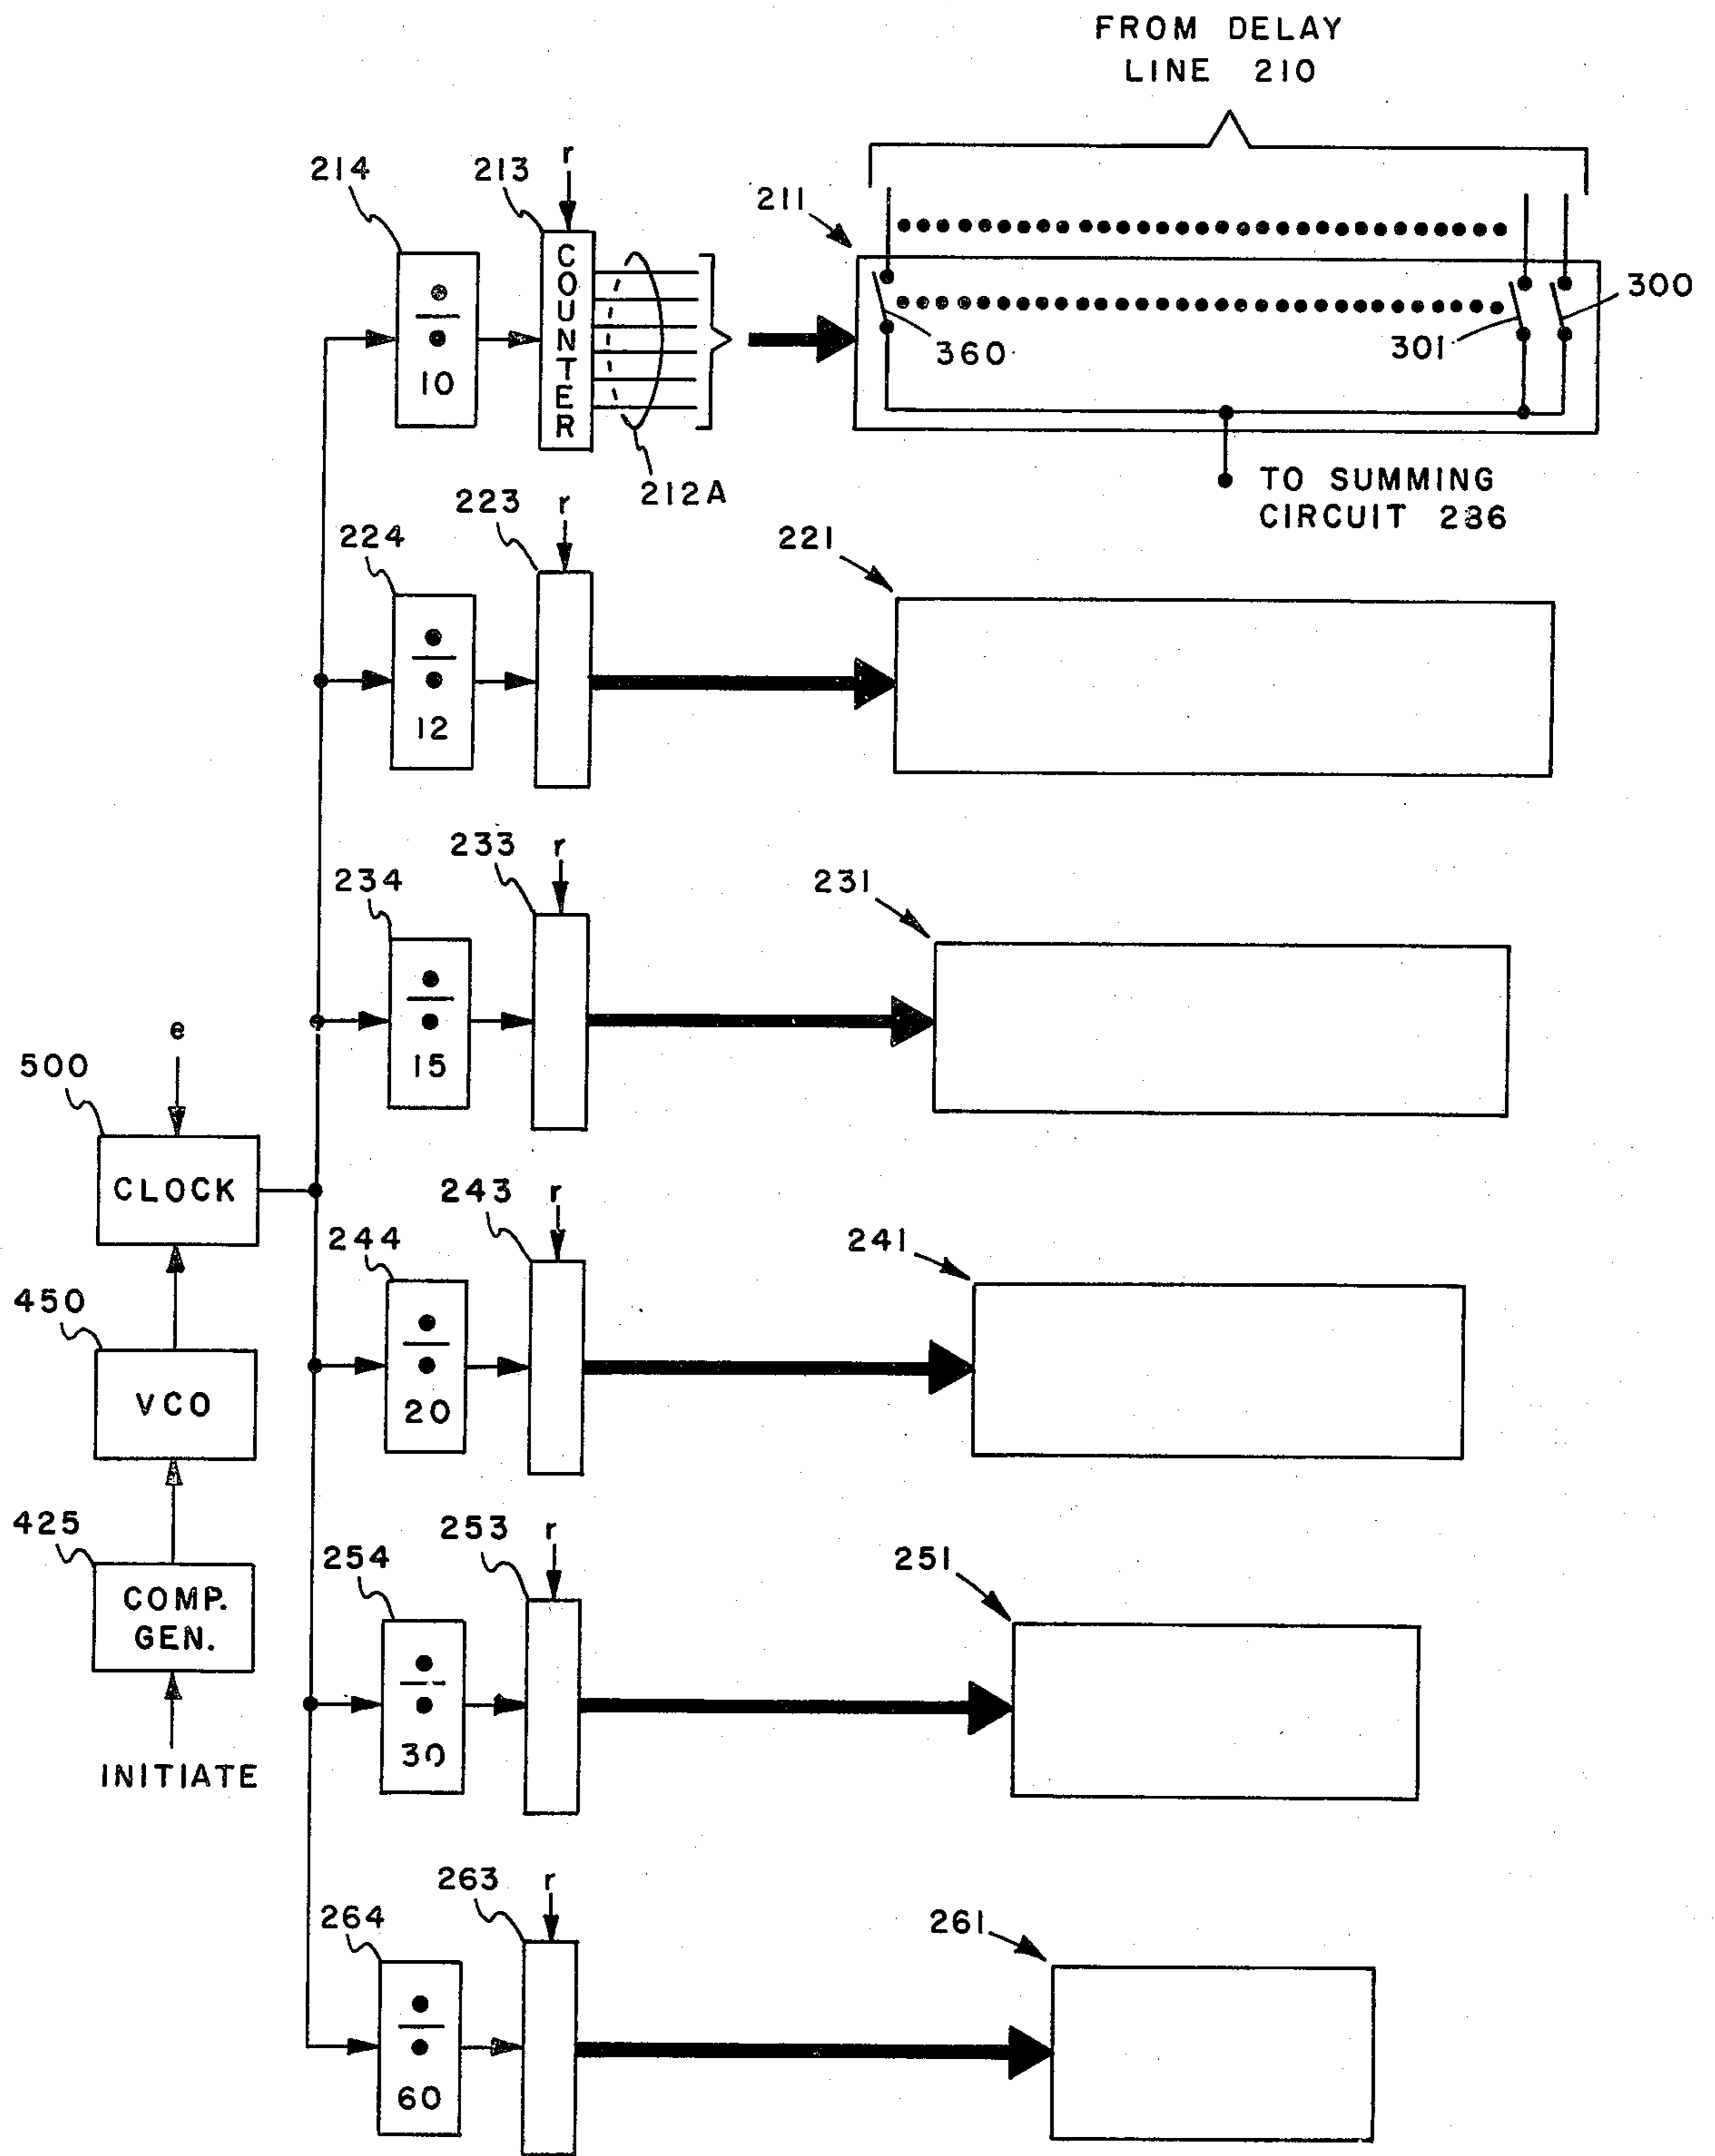 FROM DELAY
LINE 210
214
213
r
211
÷
10
COUNTER
360
301
300
212A
TO SUMMING
CIRCUIT 286
224
223
r
221
÷
12
234
233
r
231
÷
15
e
500
CLOCK
244
243
r
241
÷
20
450
VCO
425
COMP.
GEN.
INITIATE
254
253
r
251
÷
30
264
263
r
261
÷
60